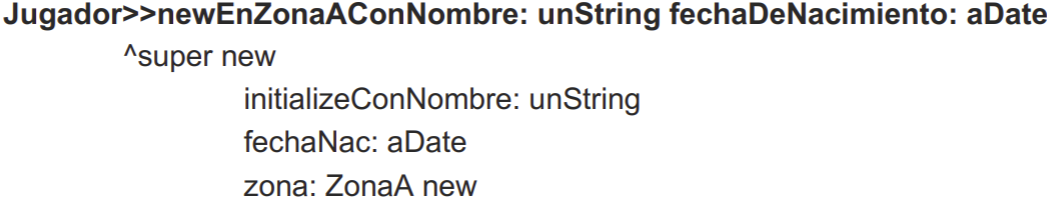 Jugador>>newEnZonaAConNombre: unString fechaDeNacimiento: aDate
^super new
initializeConNombre: unString
fechaNac: aDate
zona: ZonaA new